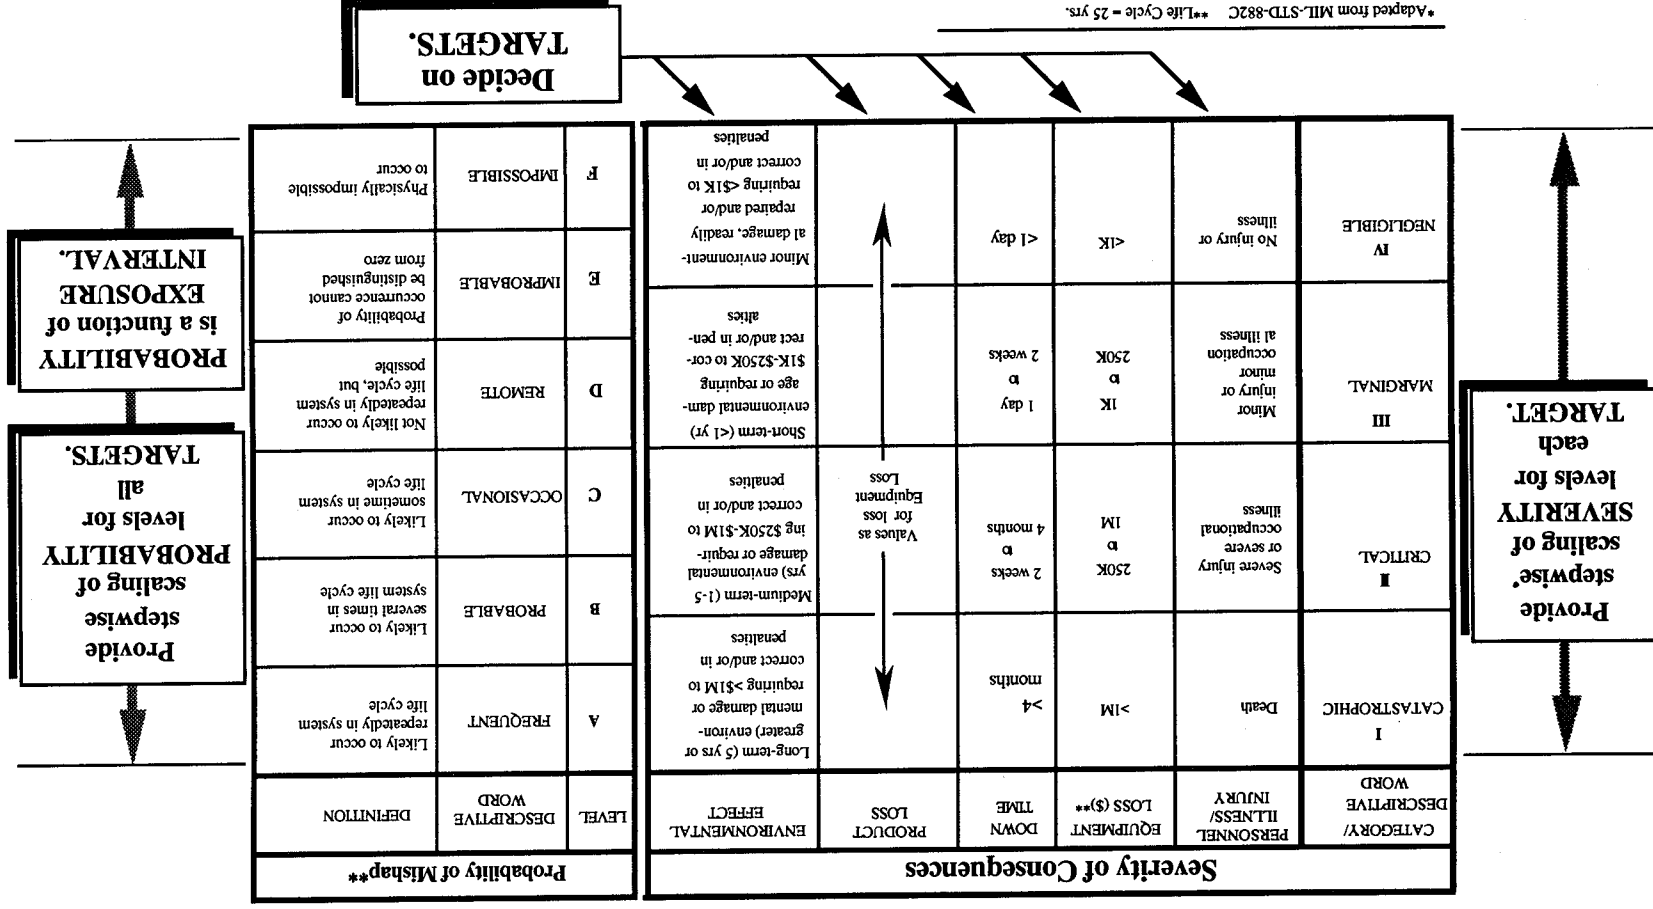 Severity of Consequences
CATEGORY/
DESCRIPTIVE
WORD
PERSONNEL
ILLNESS/
INJURY
EQUIPMENT
LOSS ($)**
DOWN
TIME
PRODUCT
LOSS
ENVIRONMENTAL
EFFECT
I
CATASTROPHIC
Death
>1M
>4
months
Long-term (5 yrs or
greater) environ-
mental damage or
requiring >$1M to
correct and/or in
penalties
II
CRITICAL
Severe injury
or severe
occupational
illness
250K
to
1M
2 weeks
to
4 months
Values as
for loss
Equipment
Loss
Medium-term (1-5
yrs) environmental
damage or requir-
ing $250K-$1M to
correct and/or in
penalties
III
MARGINAL
Minor
injury or
minor
occupation
al illness
1K
to
250K
1 day
to
2 weeks
Short-term (<1 yr)
environmental dam-
age or requiring
$1K-$250K to cor-
rect and/or in pen-
alties
IV
NEGLIGIBLE
No injury or
illness
<1K
<1 day
Minor environment-
al damage, readily
repaired and/or
requiring <$1K to
correct and/or in
penalties
Probability of Mishap**
LEVEL
DESCRIPTIVE
WORD
DEFINITION
A
FREQUENT
Likely to occur
repeatedly in system
life cycle
B
PROBABLE
Likely to occur
several times in
system life cycle
C
OCCASIONAL
Likely to occur
sometime in system
life cycle
D
REMOTE
Not likely to occur
repeatedly in system
life cycle, but
possible
E
IMPROBABLE
Probability of
occurrence cannot
be distinguished
from zero
F
IMPOSSIBLE
Physically impossible
to occur
Provide
stepwise*
scaling of
SEVERITY
levels for
each
TARGET.
Provide
stepwise
scaling of
PROBABILITY
levels for
all
TARGETS.
PROBABILITY
is a function of
EXPOSURE
INTERVAL.
Decide on
TARGETS.
*Adapted from MIL-STD-882C **Life Cycle = 25 yrs.